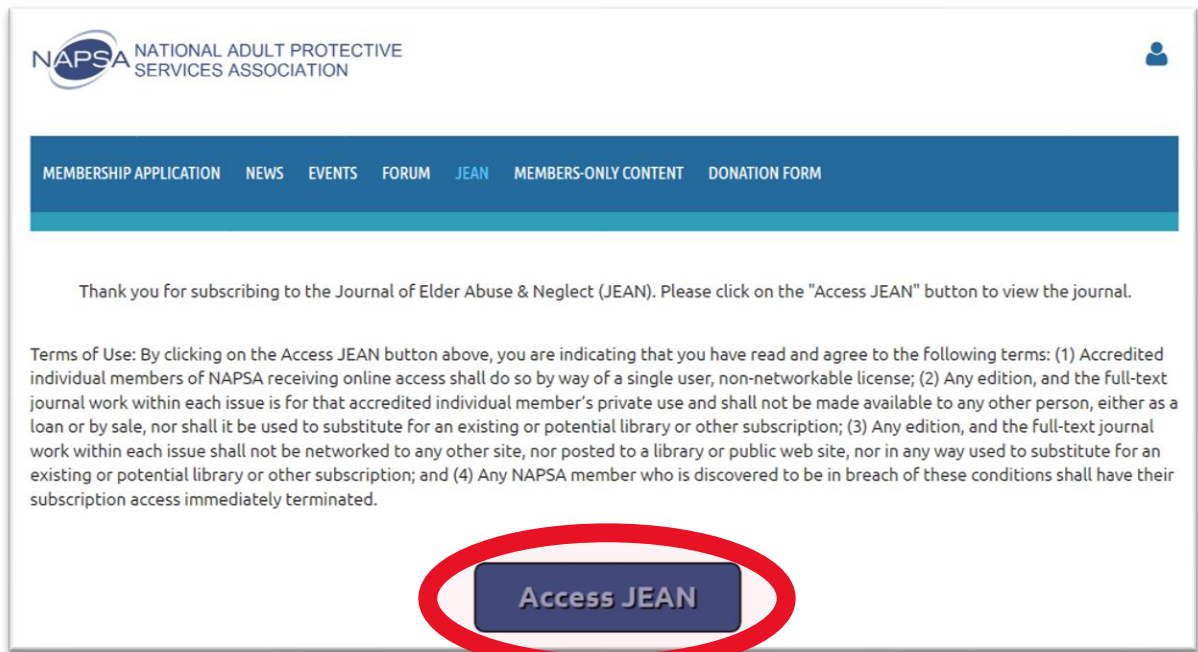 NAPSA NATIONAL ADULT PROTECTIVE
SERVICES ASSOCIATION
MEMBERSHIP APPLICATION NEWS EVENTS FORUM JEAN MEMBERS-ONLY CONTENT DONATION FORM
Thank you for subscribing to the Journal of Elder Abuse & Neglect (JEAN). Please click on the "Access JEAN" button to view the journal.
Terms of Use: By clicking on the Access JEAN button above, you are indicating that you have read and agree to the following terms: (1) Accredited
individual members of NAPSA receiving online access shall do so by way of a single user, non-networkable license; (2) Any edition, and the full-text
journal work within each issue is for that accredited individual member's private use and shall not be made available to any other person, either as a
loan or by sale, nor shall it be used to substitute for an existing or potential library or other subscription; (3) Any edition, and the full-text journal
work within each issue shall not be networked to any other site, nor posted to a library or public web site, nor in any way used to substitute for an
existing or potential library or other subscription; and (4) Any NAPSA member who is discovered to be in breach of these conditions shall have their
subscription access immediately terminated.
Access JEAN